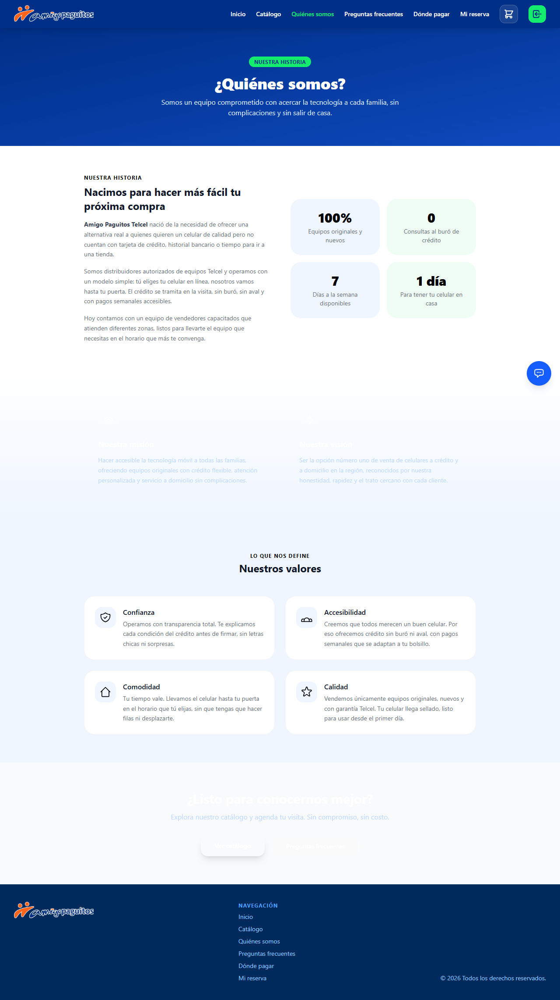 Amigo paguitos
Inicio
Catálogo
Quiénes somos
Preguntas frecuentes
Dónde pagar
Mi reserva
NUESTRA HISTORIA
¿Quiénes somos?
Somos un equipo comprometido con acercar la tecnología a cada familia, sin
complicaciones y sin salir de casa.
NUESTRA HISTORIA
Nacimos para hacer más fácil tu
próxima compra
Amigo Paguitos Telcel nació de la necesidad de ofrecer una
alternativa real a quienes quieren un celular de calidad pero no
cuentan con tarjeta de crédito, historial bancario o tiempo para ir a
una tienda.
Somos distribuidores autorizados de equipos Telcel y operamos con
un modelo simple: tú eliges tu celular en línea, nosotros vamos
hasta tu puerta. El crédito se tramita en la visita, sin buró, sin aval y
con pagos semanales accesibles.
Hoy contamos con un equipo de vendedores capacitados que
atienden diferentes zonas, listos para llevarte el equipo que
necesitas en el horario que más te convenga.
100%
Equipos originales y
nuevos
0
Consultas al buró de
crédito
7
Días a la semana
disponibles
1 día
Para tener tu celular en
casa
Nuestra misión
Hacer accesible la tecnología móvil a todas las familias,
ofreciendo equipos originales con crédito flexible, atención
personalizada y servicio a domicilio sin complicaciones.
Nuestra visión
Ser la opción número uno de venta de celulares a crédito y
a domicilio en la región, reconocidos por nuestra
honestidad, rapidez y el trato cercano con cada cliente.
LO QUE NOS DEFINE
Nuestros valores
Confianza
Operamos con transparencia total. Te explicamos
cada condición del crédito antes de firmar, sin letras
chicas ni sorpresas.
Accesibilidad
Creemos que todos merecen un buen celular. Por
eso ofrecemos crédito sin buró ni aval, con pagos
semanales que se adaptan a tu bolsillo.
Comodidad
Tu tiempo vale. Llevamos el celular hasta tu puerta
en el horario que tú elijas, sin que tengas que hacer
filas ni desplazarte.
Calidad
Vendemos únicamente equipos originales, nuevos y
con garantía Telcel. Tu celular llega sellado, listo
para usar desde el primer día.
¿Listo para conocernos mejor?
Explora nuestro catálogo y agenda tu visita. Sin compromiso, sin costo.
Ver catálogo
Preguntas frecuentes
Amigo paguitos
NAVEGACIÓN
Inicio
Catálogo
Quiénes somos
Preguntas frecuentes
Dónde pagar
Mi reserva
© 2026 Todos los derechos reservados.